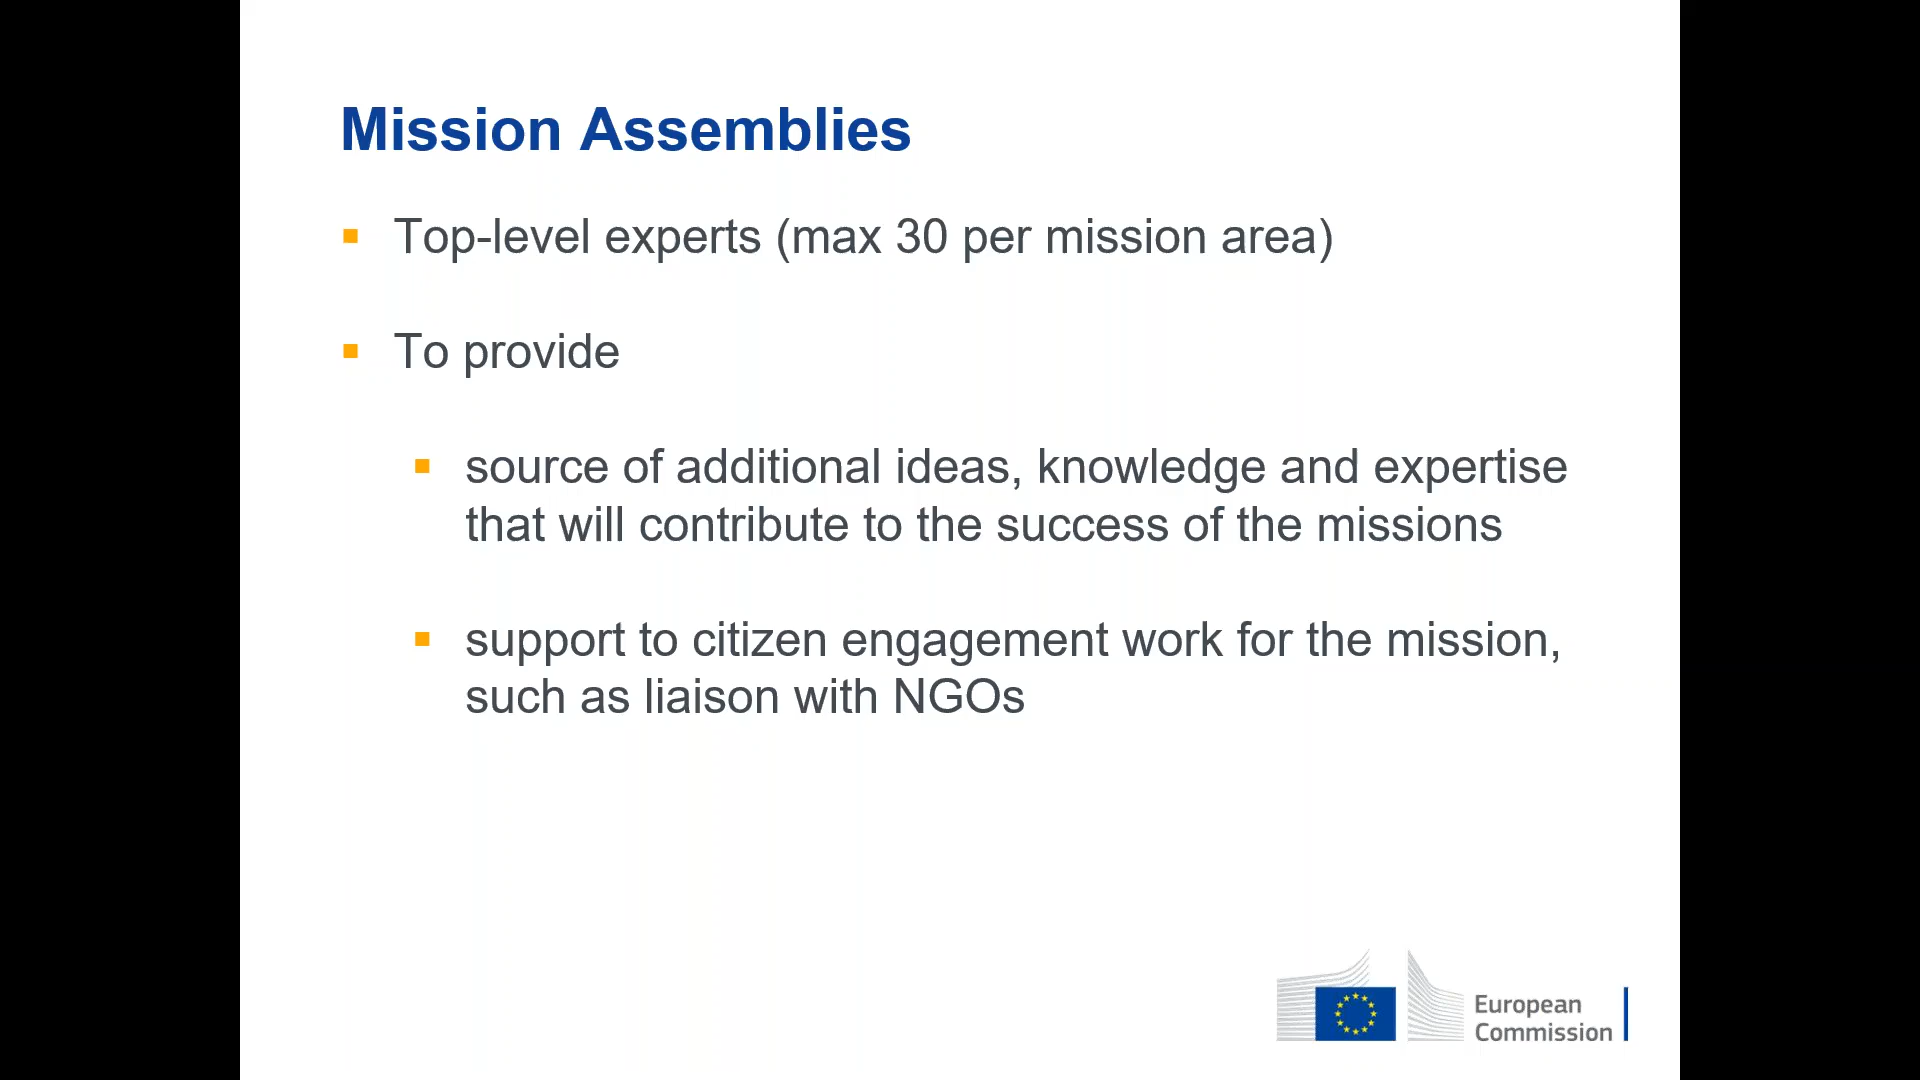 Mission Assemblies
Top-level experts (max 30 per mission area)
To provide
source of additional ideas, knowledge and expertise
that will contribute to the success of the missions
support to citizen engagement work for the mission,
such as liaison with NGOs
European
Commission